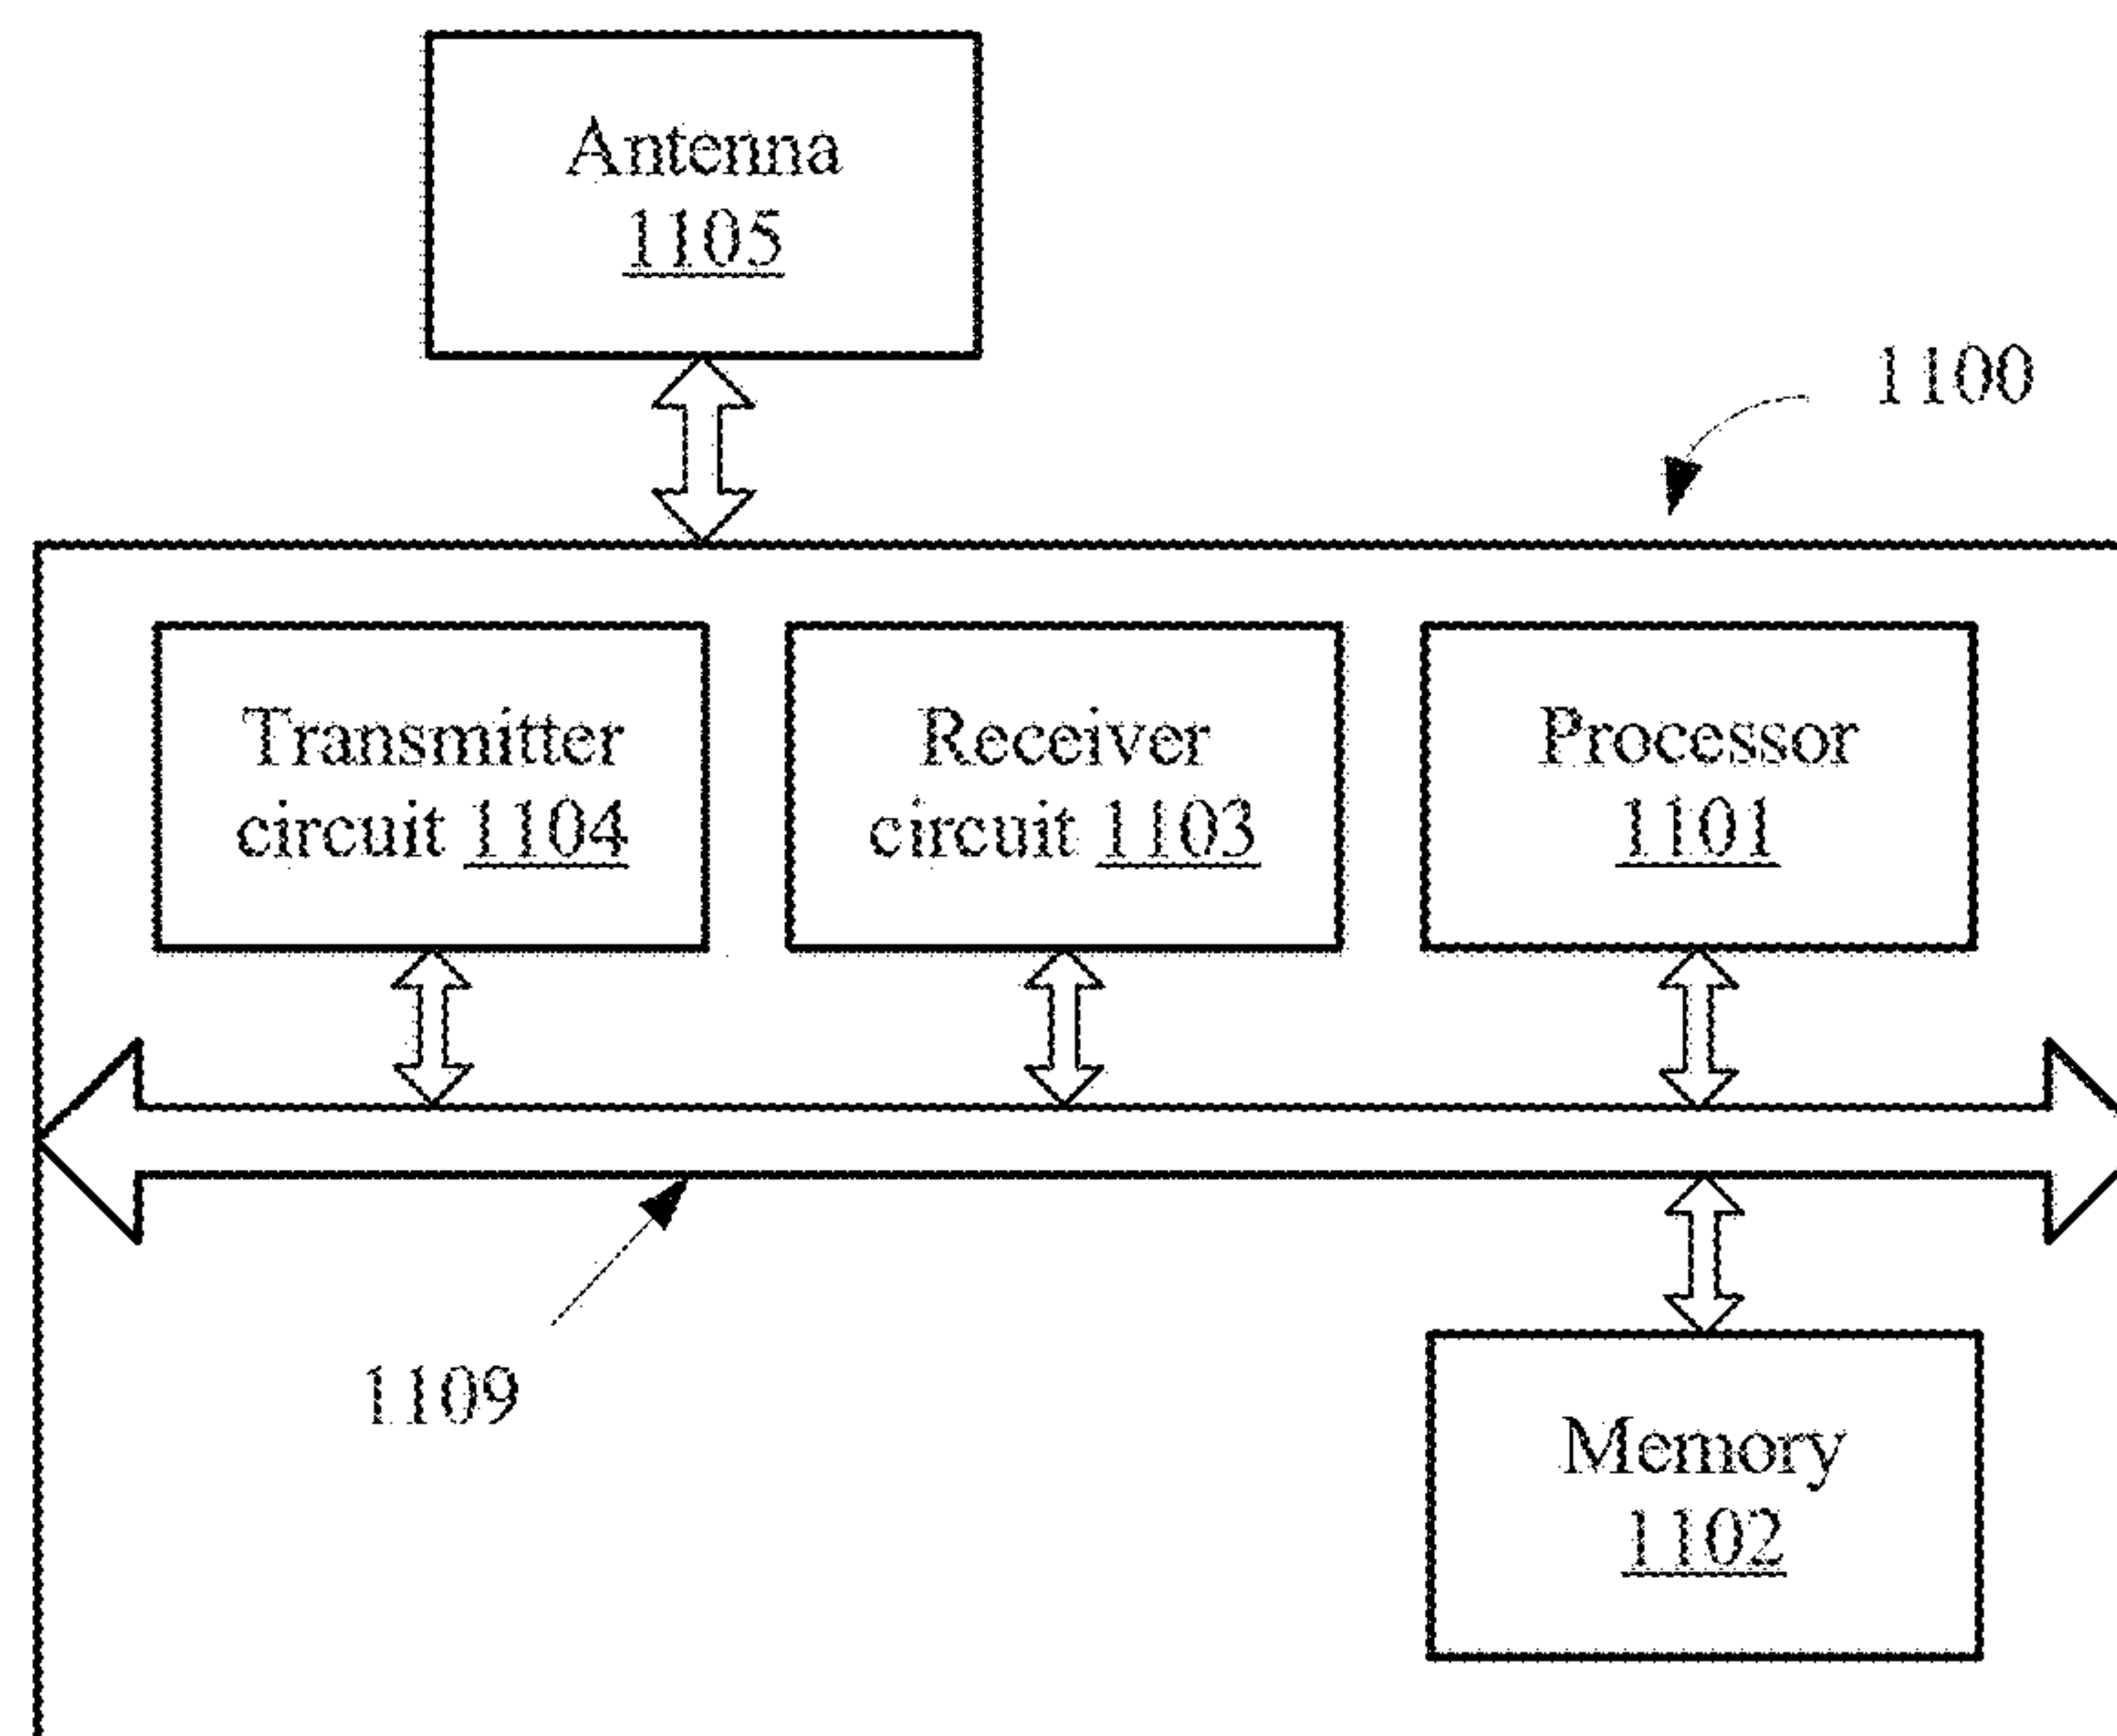 Antenna
1105
1100
Transmitter
circuit 1104
Receiver
circuit 1103
Processor
1101
1109
Memory
1102